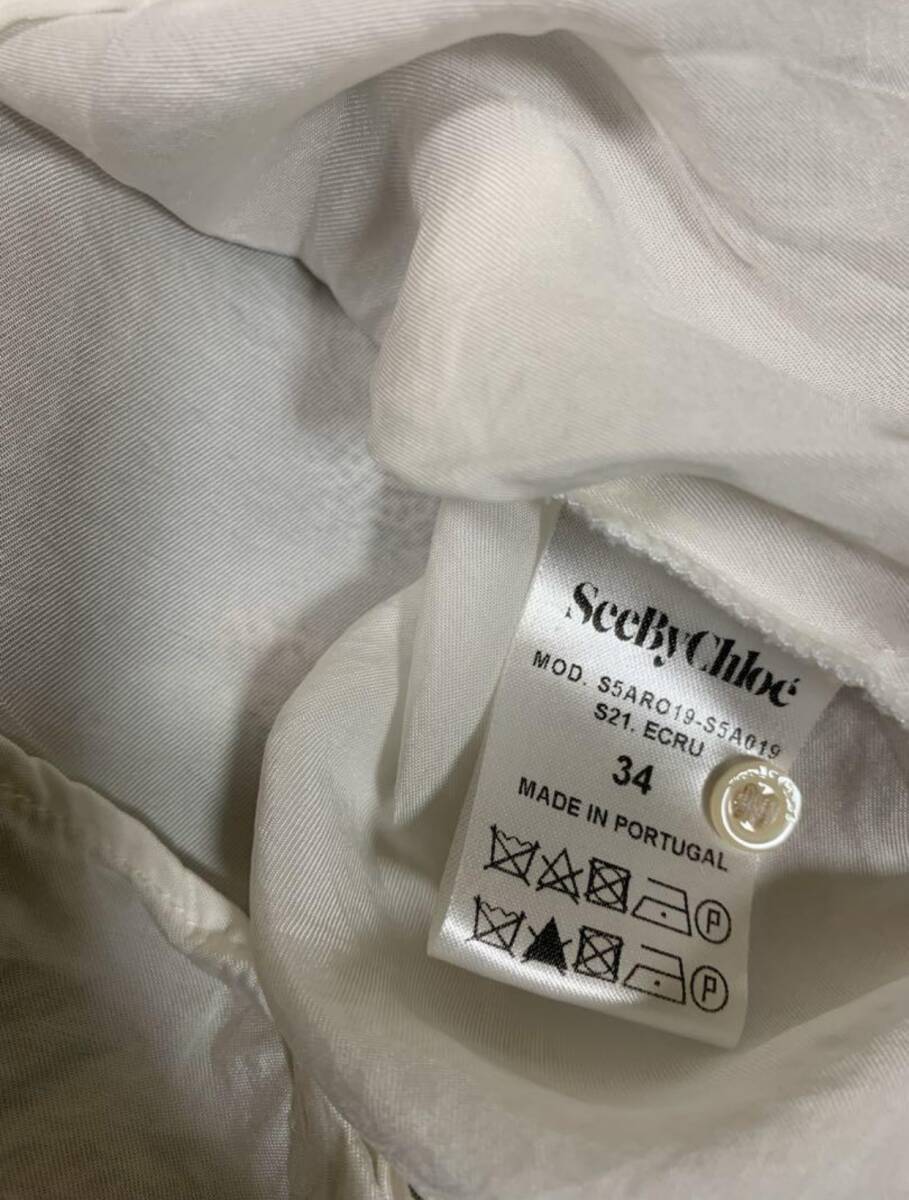 SeeByChloé
MOD. S5ARO19-S5A019
S21. ECRU
34
MADE IN PORTUGAL
P
P